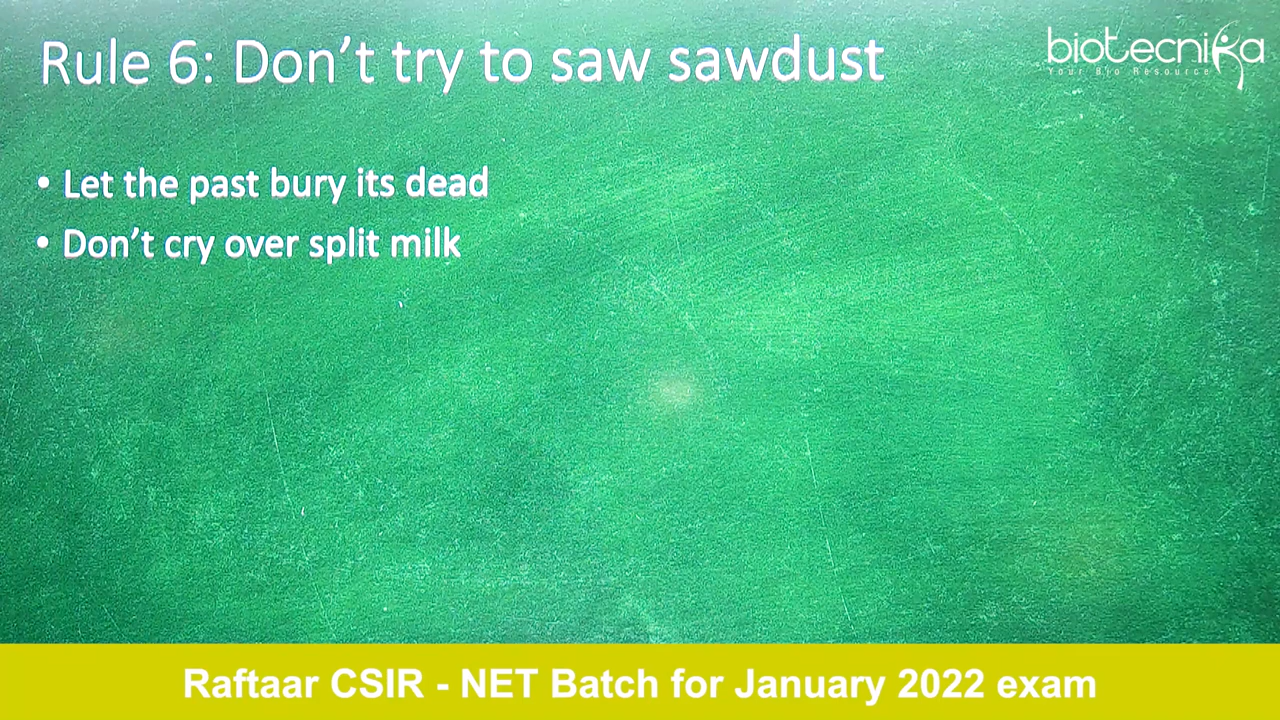 Rule 6: Don’t try to saw sawdust
biotecnika
Your Bio Resource
• Let the past bury its dead
• Don’t cry over split milk
Raftaar CSIR - NET Batch for January 2022 exam